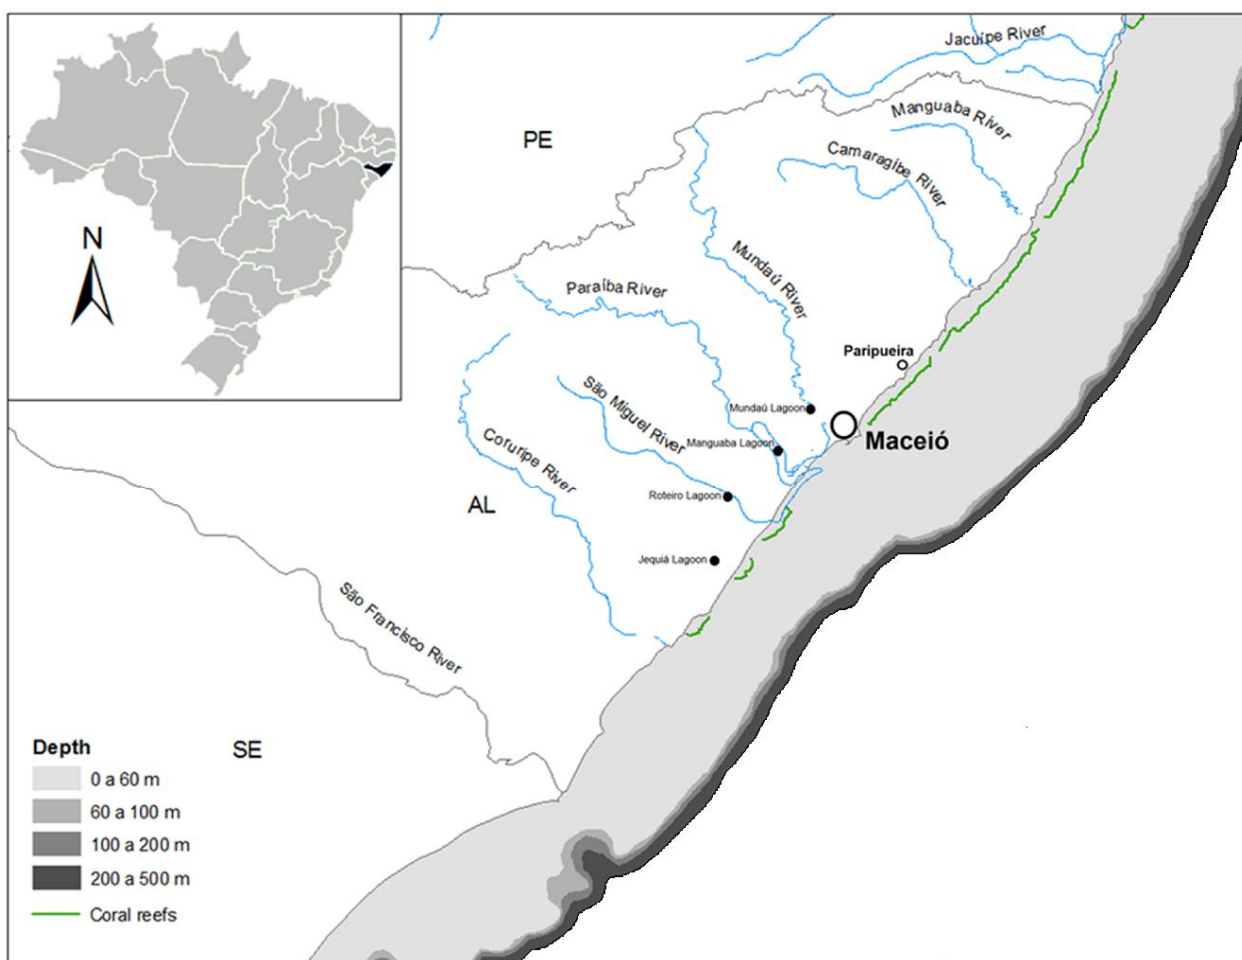 N
PE
Jacuípe River
Manguaba River
Camaragibe River
Mundaú River
Paraíba River
Paripueira
São Miguel River
Mundaú Lagoon
Maceió
Manguaba Lagoon
Coruripe River
Roteiro Lagoon
AL
Jequiá Lagoon
São Francisco River
SE
Depth
0 a 60 m
60 a 100 m
100 a 200 m
200 a 500 m
Coral reefs